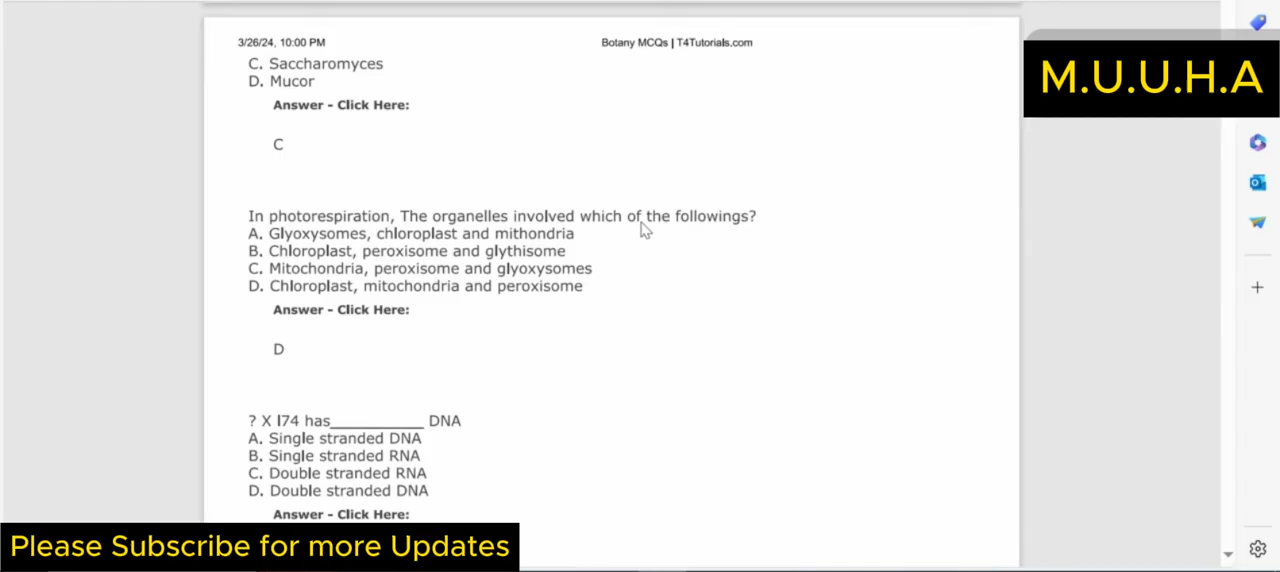 3/26/24, 10:00 PM
Botany MCQs | T4Tutorials.com
M.U.U.H.A
C. Saccharomyces
D. Mucor
Answer - Click Here:
C
In photorespiration, The organelles involved which of the followings?
A. Glyoxysomes, chloroplast and mithondria
B. Chloroplast, peroxisome and glythisome
C. Mitochondria, peroxisome and glyoxysomes
D. Chloroplast, mitochondria and peroxisome
Answer - Click Here:
D
? X l74 has___________ DNA
A. Single stranded DNA
B. Single stranded RNA
C. Double stranded RNA
D. Double stranded DNA
Answer - Click Here:
Please Subscribe for more Updates